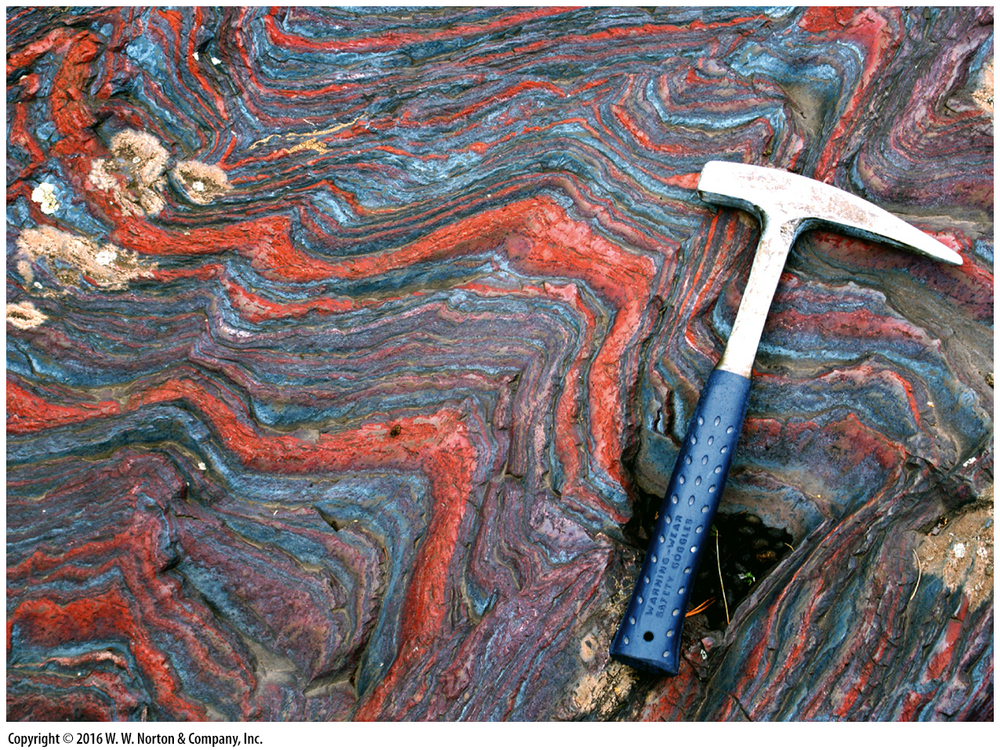 WARNING-WEAR
SAFETY GOGGLES
Copyright © 2016 W. W. Norton & Company, Inc.